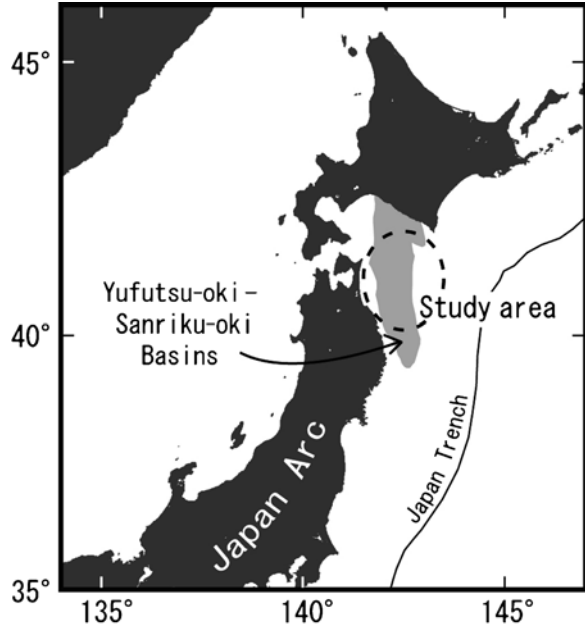 45°
Yufutsu-oki-
Sanriku-oki
Basins
Study area
40°
Japan Arc
Japan Trench
35°
135°
140°
145°